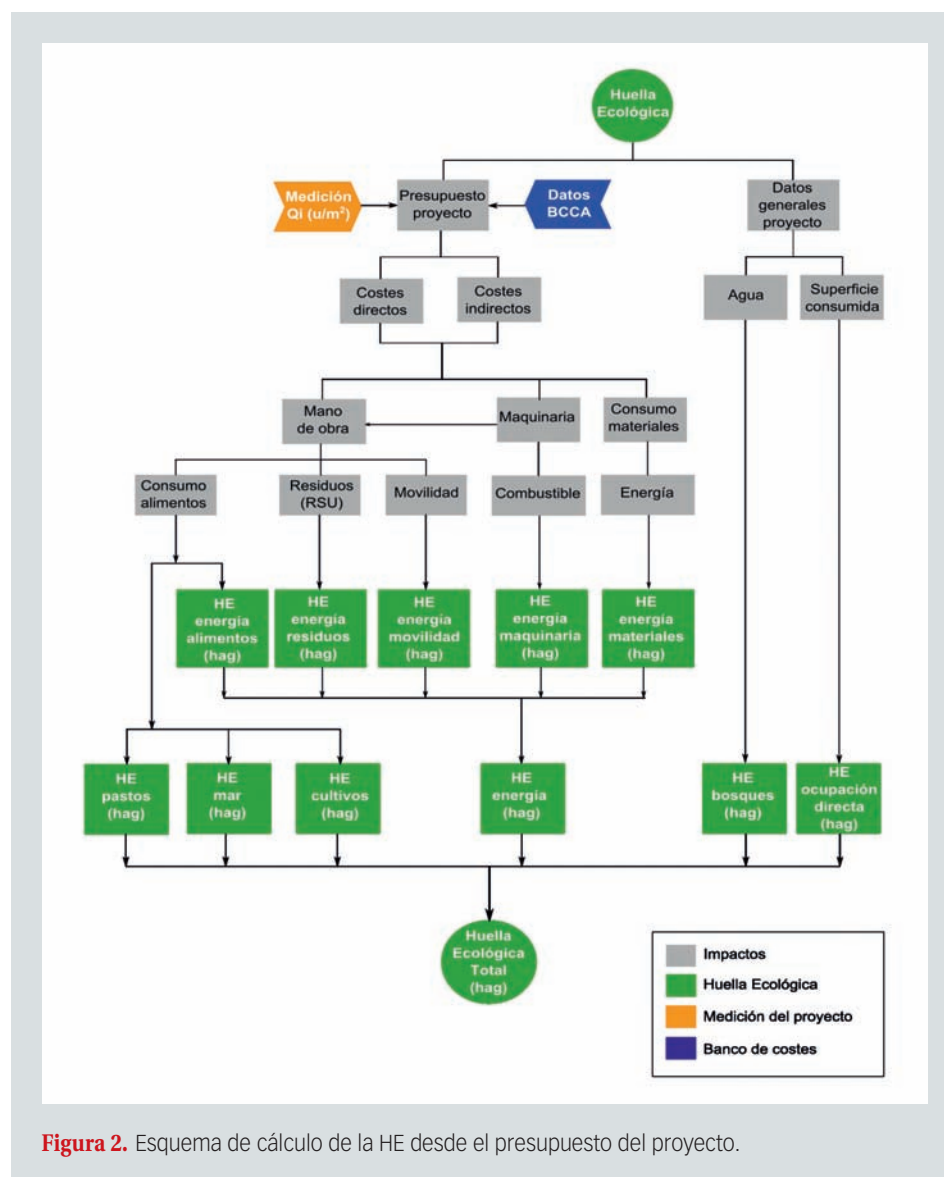 Huella
Ecológica
Medición
Qi (u/m²)
Presupuesto
proyecto
Datos
BCCA
Datos
generales
proyecto
Costes
directos
Costes
indirectos
Agua
Superficie
consumida
Mano
de obra
Maquinaria
Consumo
materiales
Consumo
alimentos
Residuos
(RSU)
Movilidad
Combustible
Energía
HE
energía
alimentos
(hag)
HE
energía
residuos
(hag)
HE
energía
movilidad
(hag)
HE
energía
maquinaria
(hag)
HE
energía
materiales
(hag)
HE
pastos
(hag)
HE
mar
(hag)
HE
cultivos
(hag)
HE
energía
(hag)
HE
bosques
(hag)
HE
ocupación
directa
(hag)
Huella
Ecológica
Total
(hag)
Impactos
Huella Ecológica
Medición del proyecto
Banco de costes
Figura 2. Esquema de cálculo de la HE desde el presupuesto del proyecto.